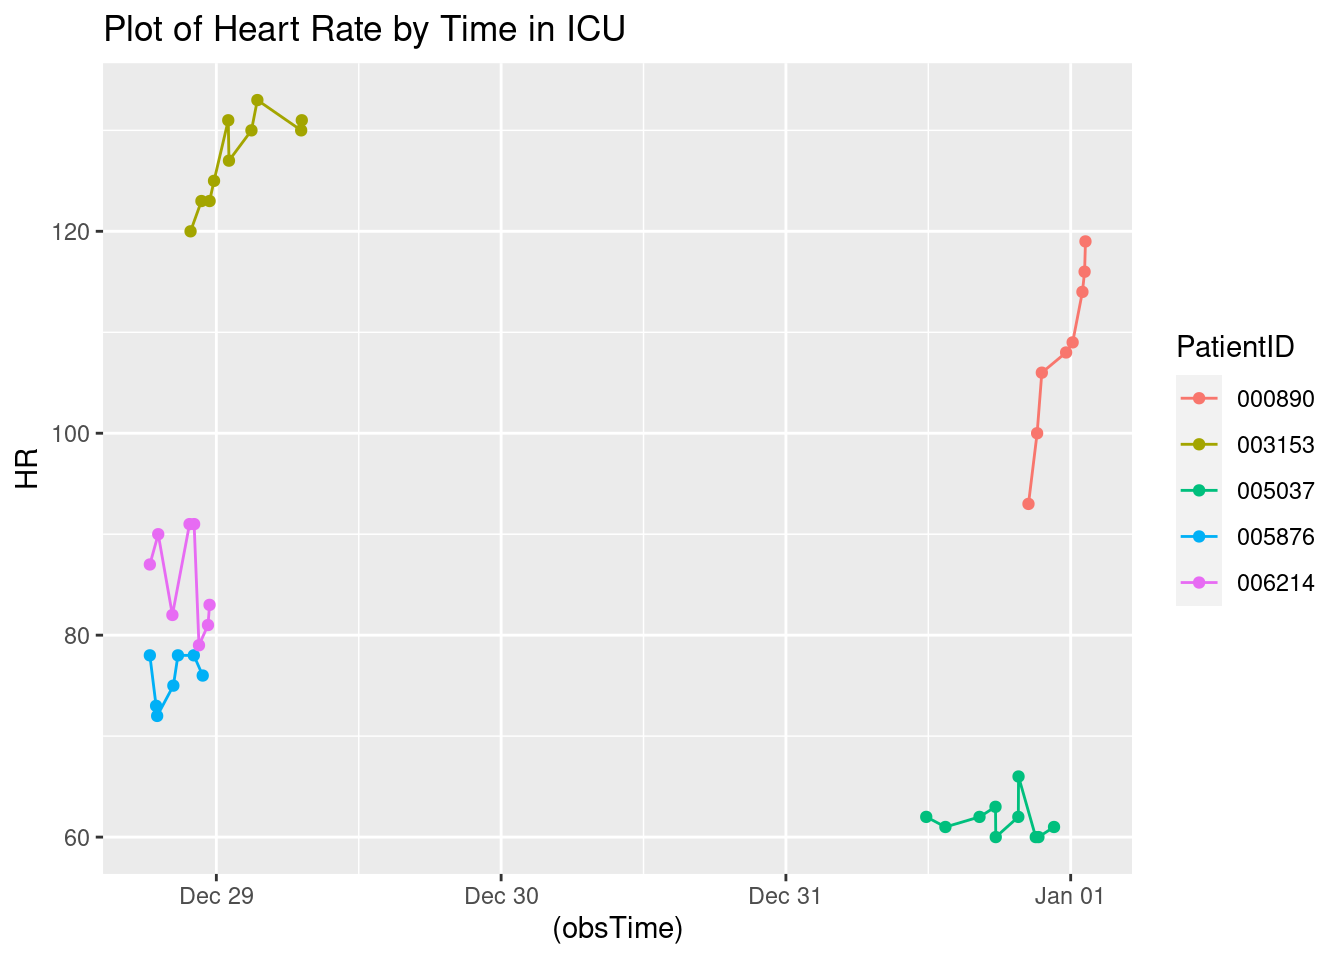 Plot of Heart Rate by Time in ICU
120
100
80
60
HR
Dec 29
Dec 30
Dec 31
Jan 01
(obsTime)
PatientID
000890
003153
005037
005876
006214